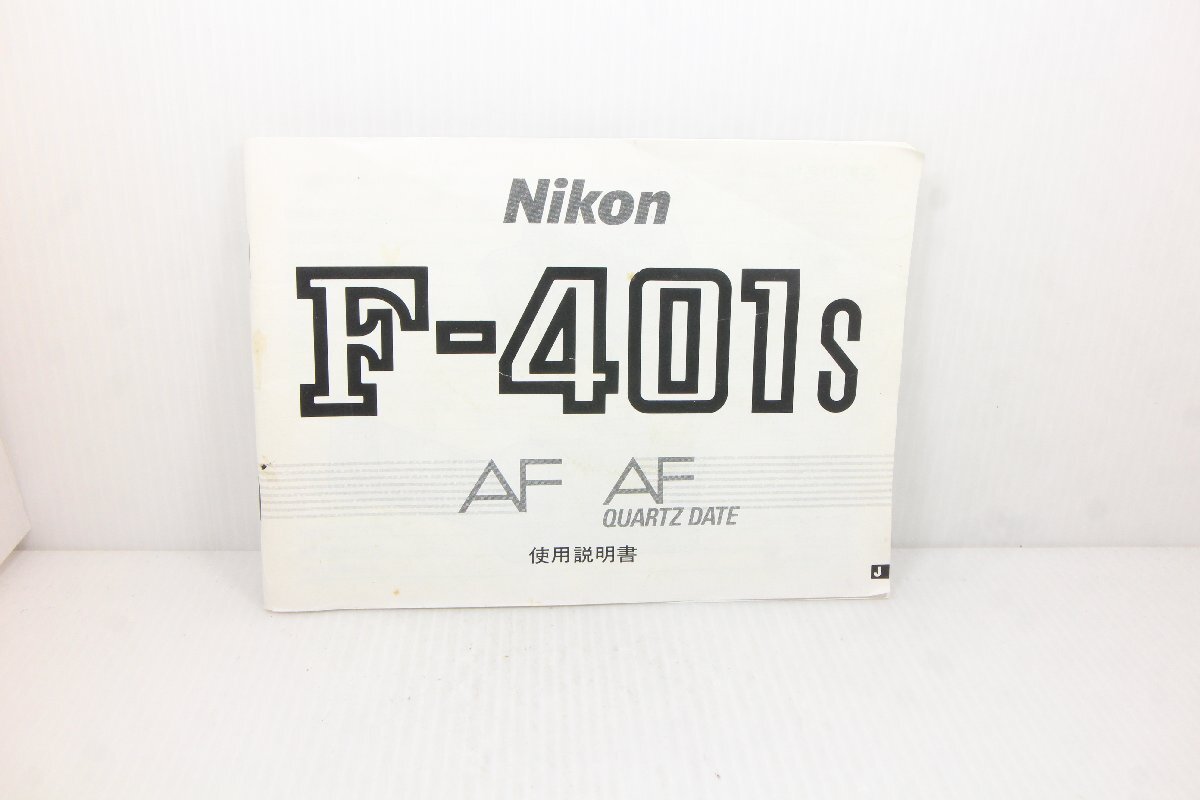 Nikon
F-401s
AF AF
QUARTZ DATE
使用説明書
J